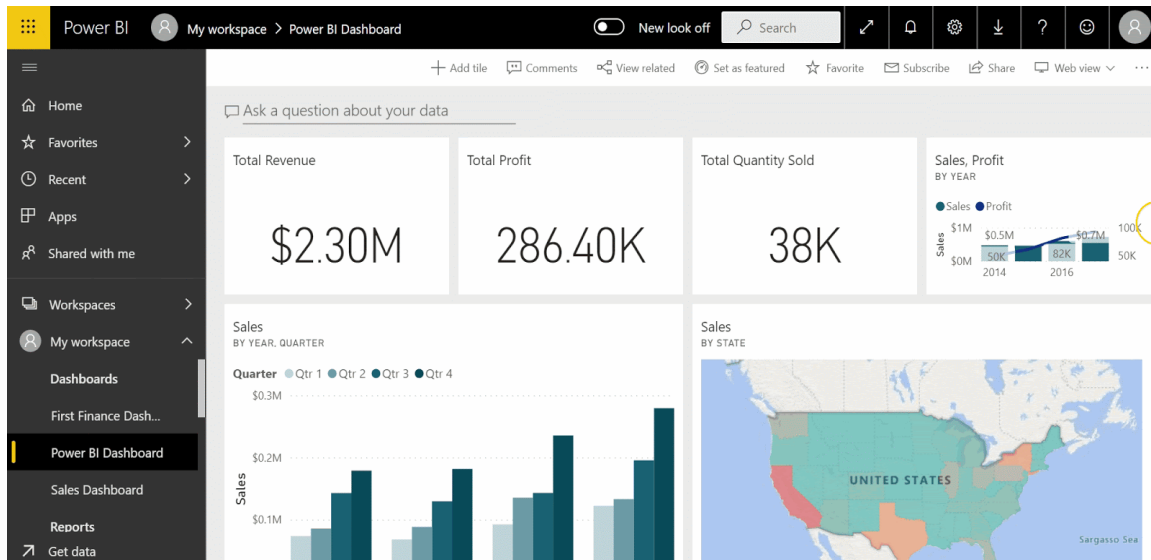 Power BI My workspace > Power BI Dashboard New look off Search
Add tile Comments View related Set as featured Favorite Subscribe Share Web view
Home
Favorites
Recent
Apps
Shared with me
Workspaces
My workspace
Dashboards
First Finance Dash...
Power BI Dashboard
Sales Dashboard
Reports
Get data
Ask a question about your data
Total Revenue
$2.30M
Total Profit
286.40K
Total Quantity Sold
38K
Sales, Profit
BY YEAR
Sales Profit
Sales
$1M $0.5M $0.7M 100K
$0M 50K 82K 50K
2014 2016
Sales
BY YEAR, QUARTER
Quarter Qtr 1 Qtr 2 Qtr 3 Qtr 4
$0.3M
$0.2M
Sales
$0.1M
Sales
BY STATE
UNITED STATES
Sargasso Sea